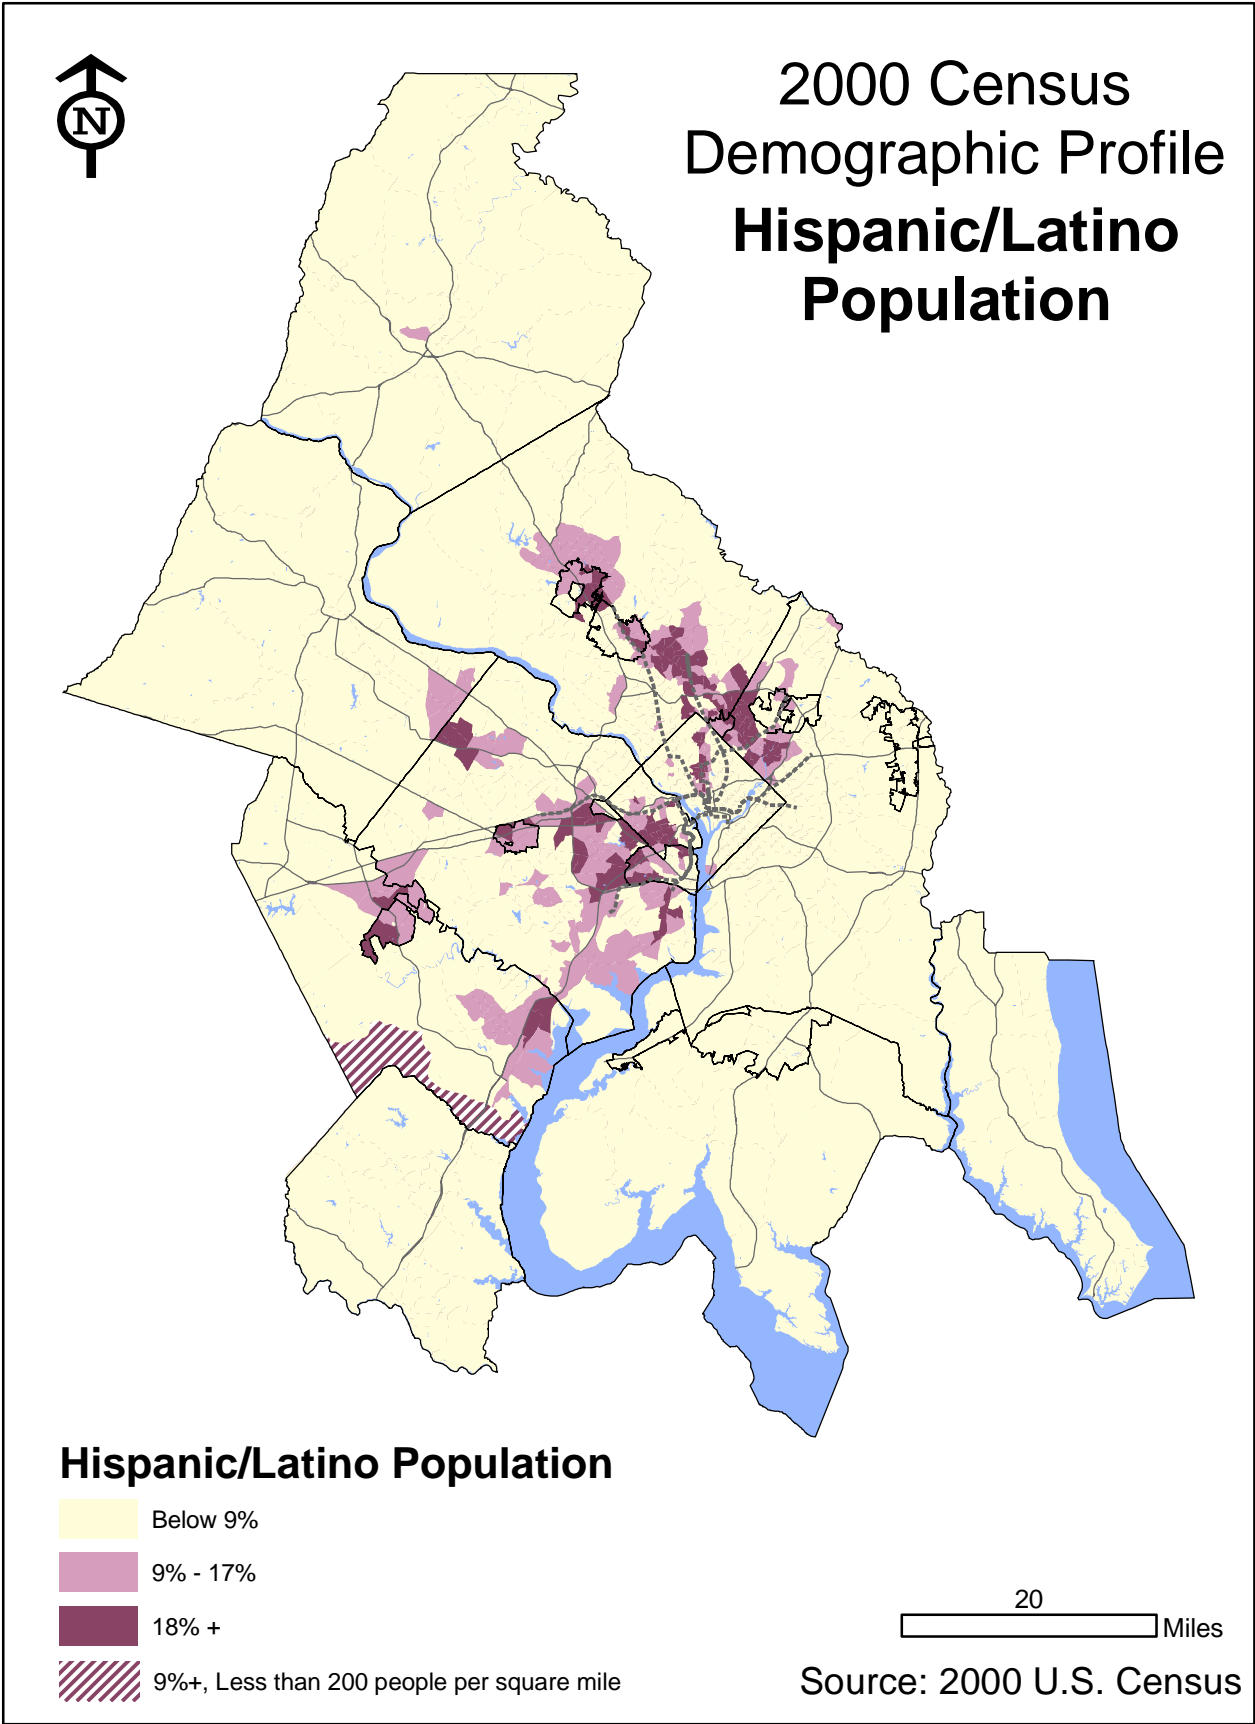 N
2000 Census
Demographic Profile
Hispanic/Latino
Population
Hispanic/Latino Population
Below 9%
9% - 17%
18% +
9%+, Less than 200 people per square mile
20
Miles
Source: 2000 U.S. Census